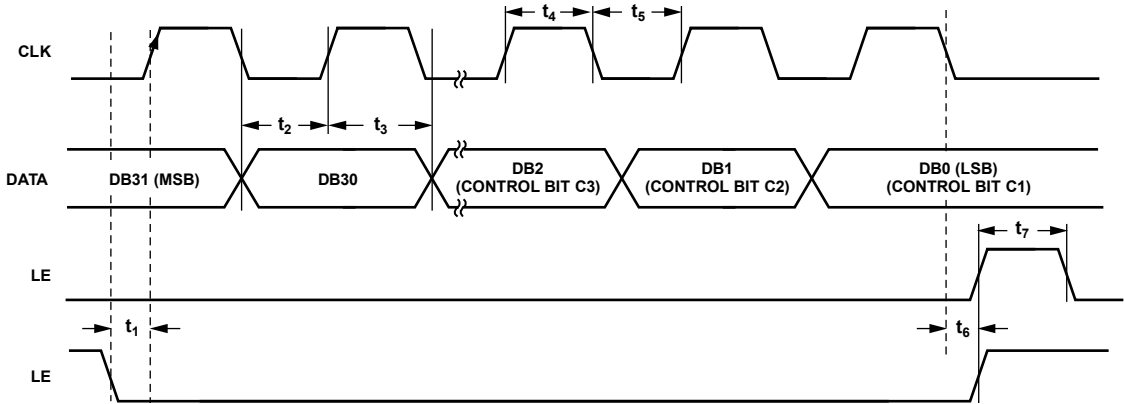 t4
t5
CLK
t2
t3
DATA
DB31 (MSB)
DB30
DB2
(CONTROL BIT C3)
DB1
(CONTROL BIT C2)
DB0 (LSB)
(CONTROL BIT C1)
t7
LE
t1
t6
LE